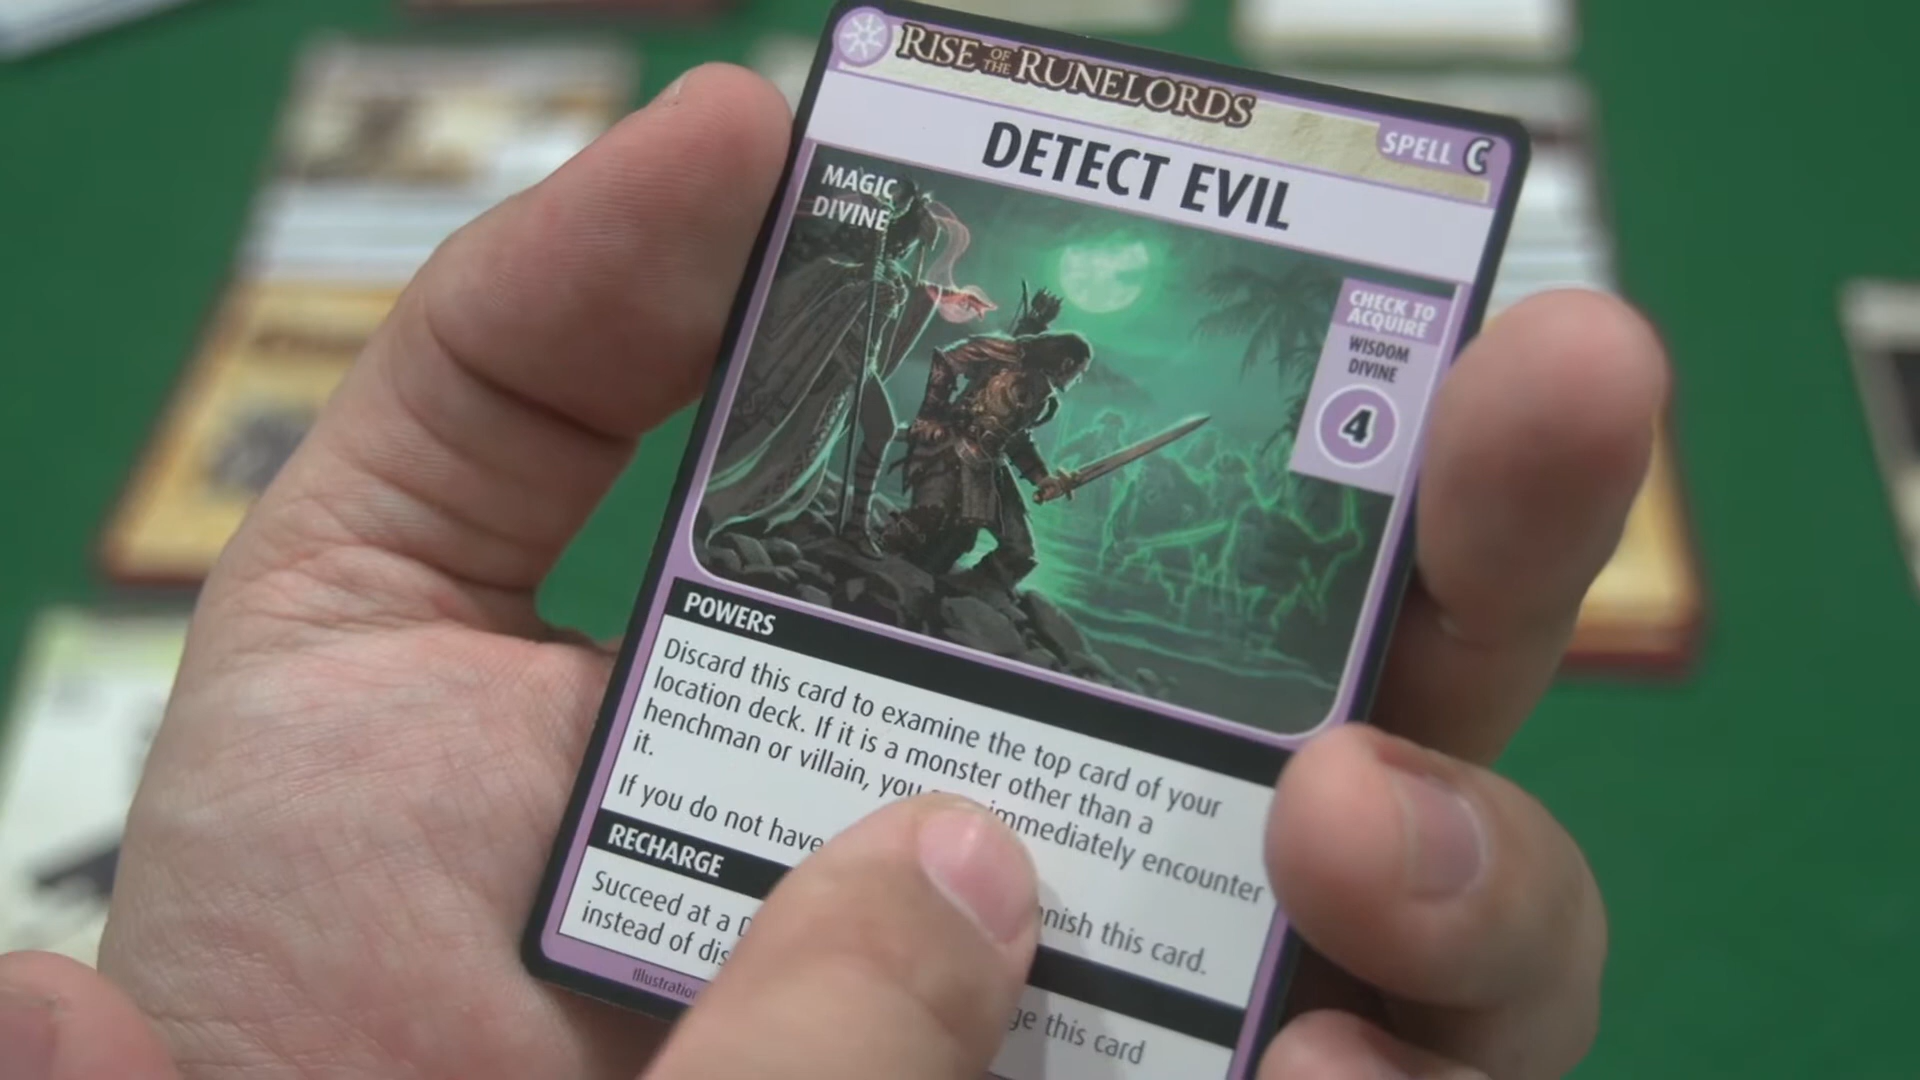 RISE OF THE RUNELORDS
SPELL C
DETECT EVIL
MAGIC
DIVINE
CHECK TO
ACQUIRE
WISDOM
DIVINE
4
POWERS
Discard this card to examine the top card of your
location deck. If it is a monster other than a
henchman or villain, you immediately encounter
it.
If you do not have this card.
RECHARGE
Succeed at a this card
instead of
Illustration